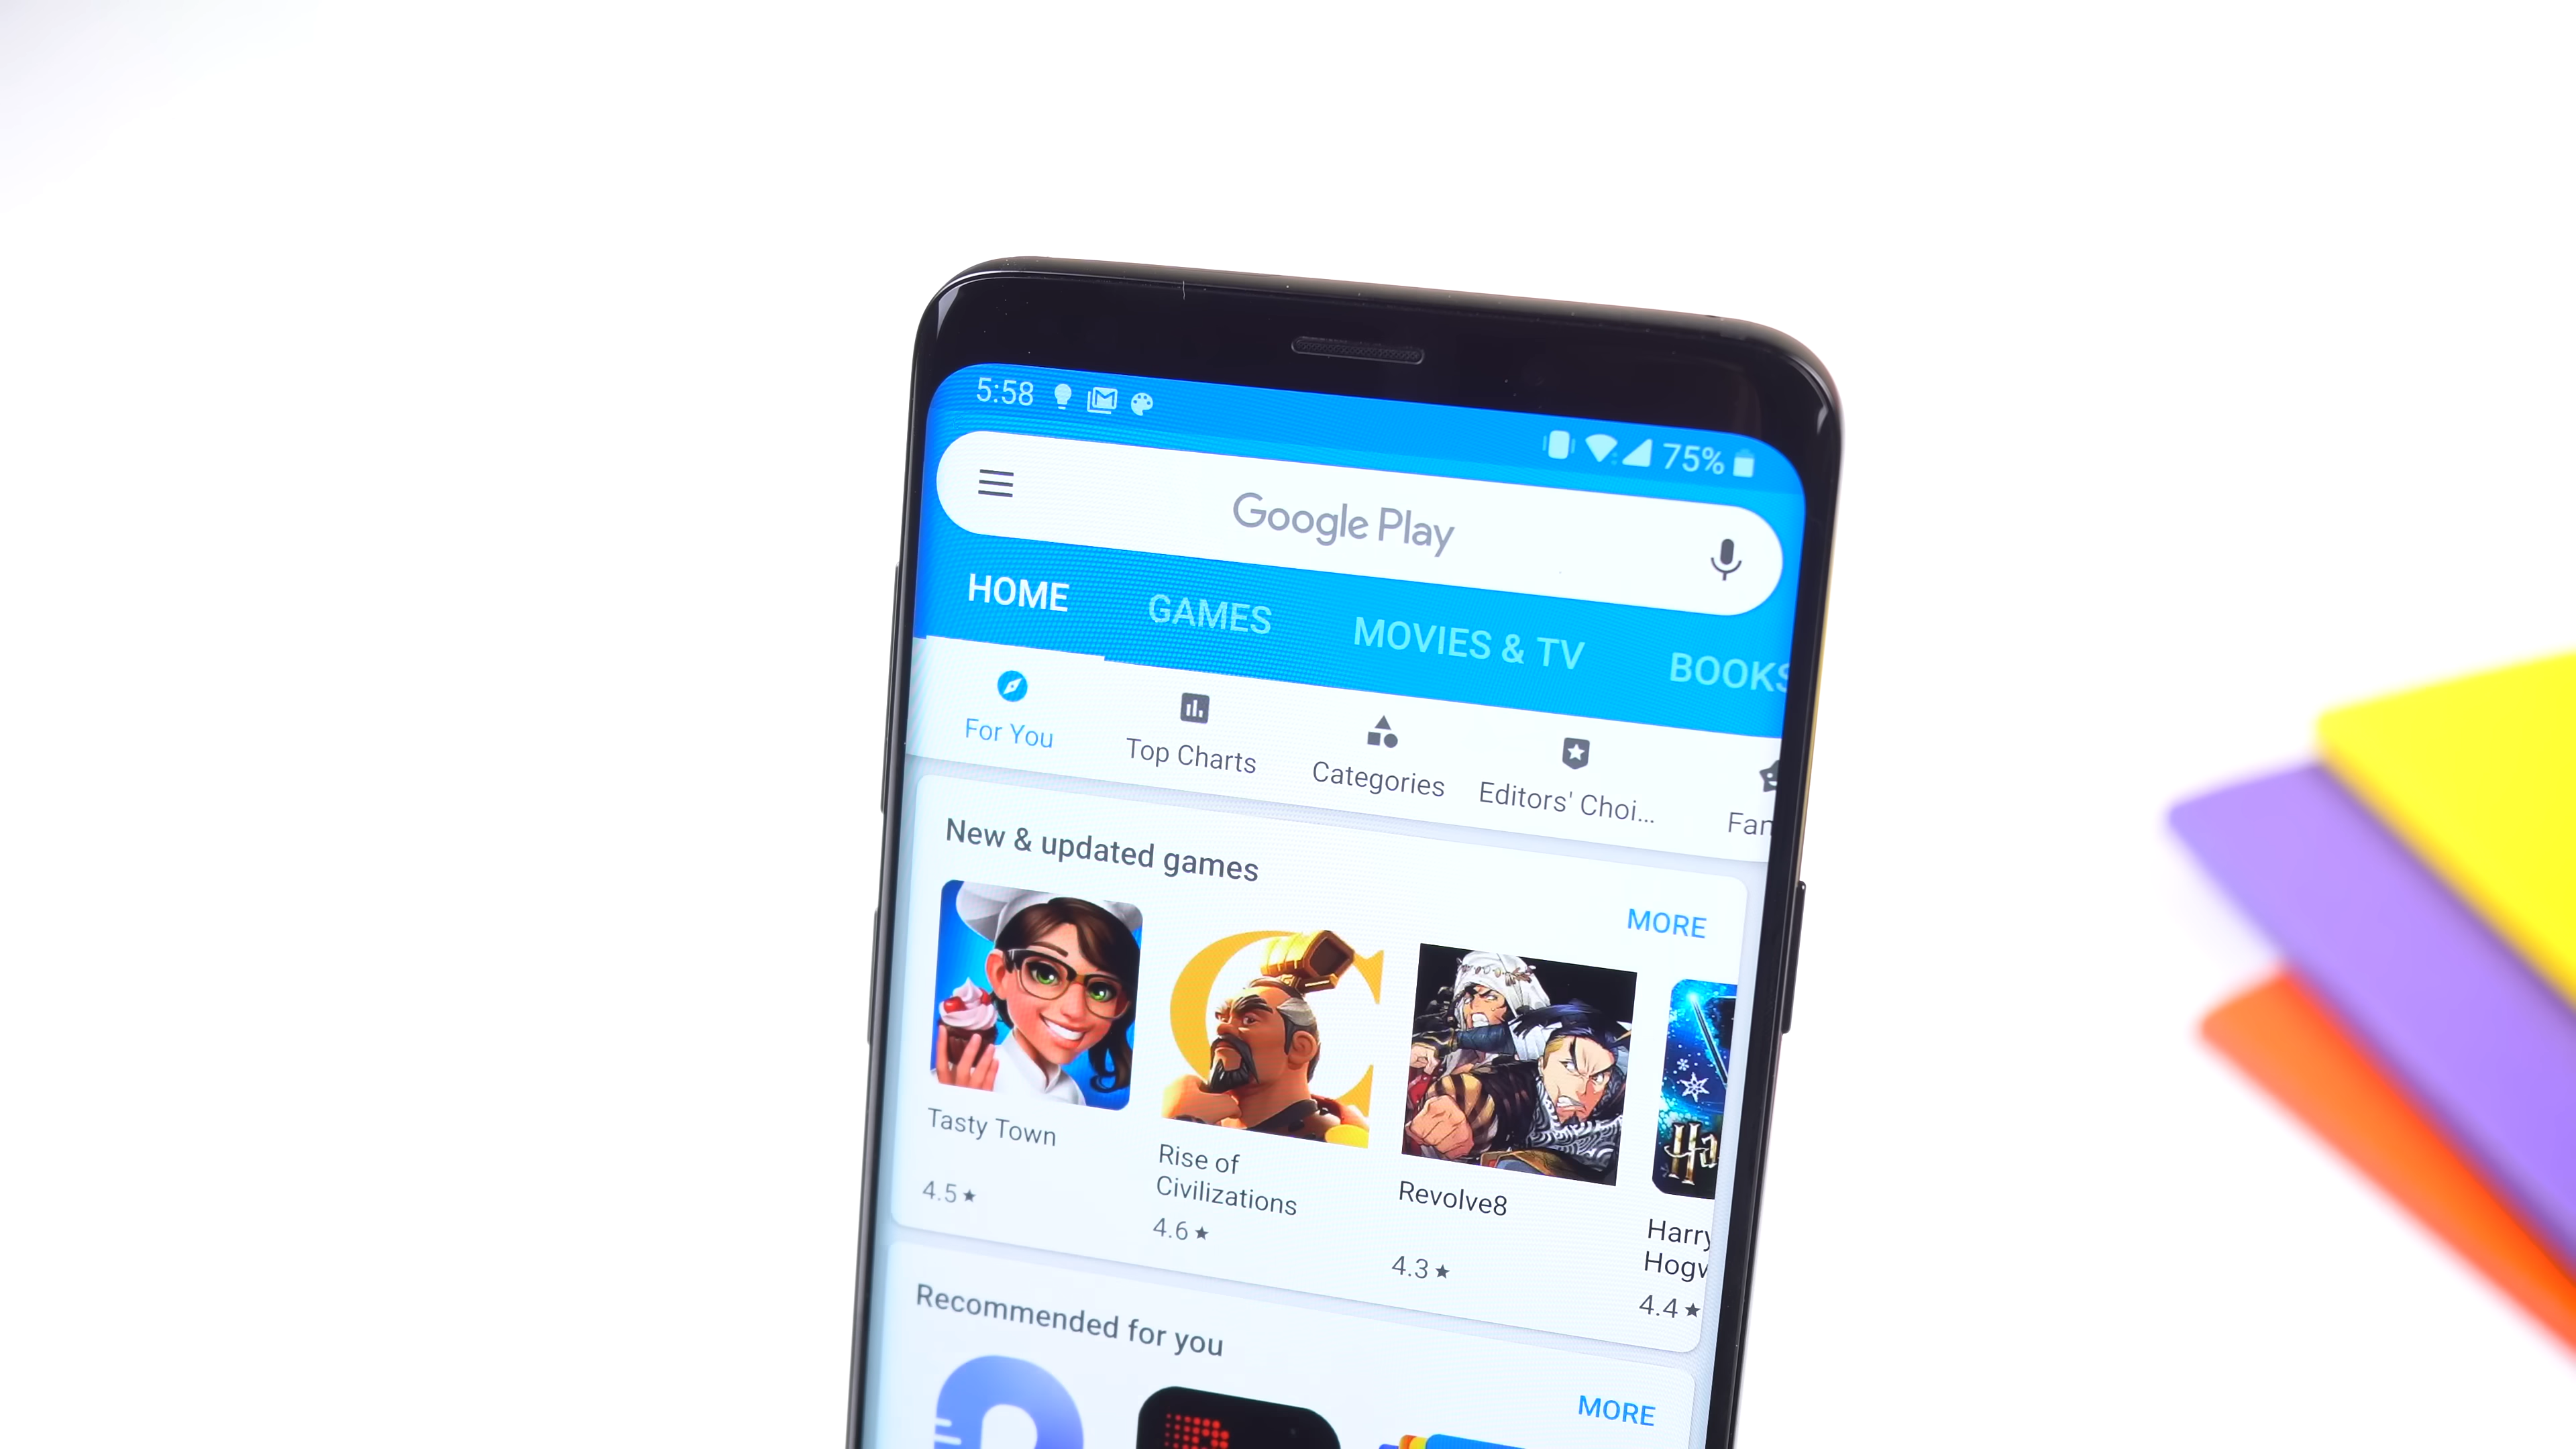 5:58
75%
Google Play
HOME GAMES MOVIES & TV BOOKS
For You Top Charts Categories Editors' Choi...
New & updated games
MORE
Tasty Town
4.5
Rise of
Civilizations
4.6
Revolve8
4.3
Harry
4.4
Recommended for you
MORE